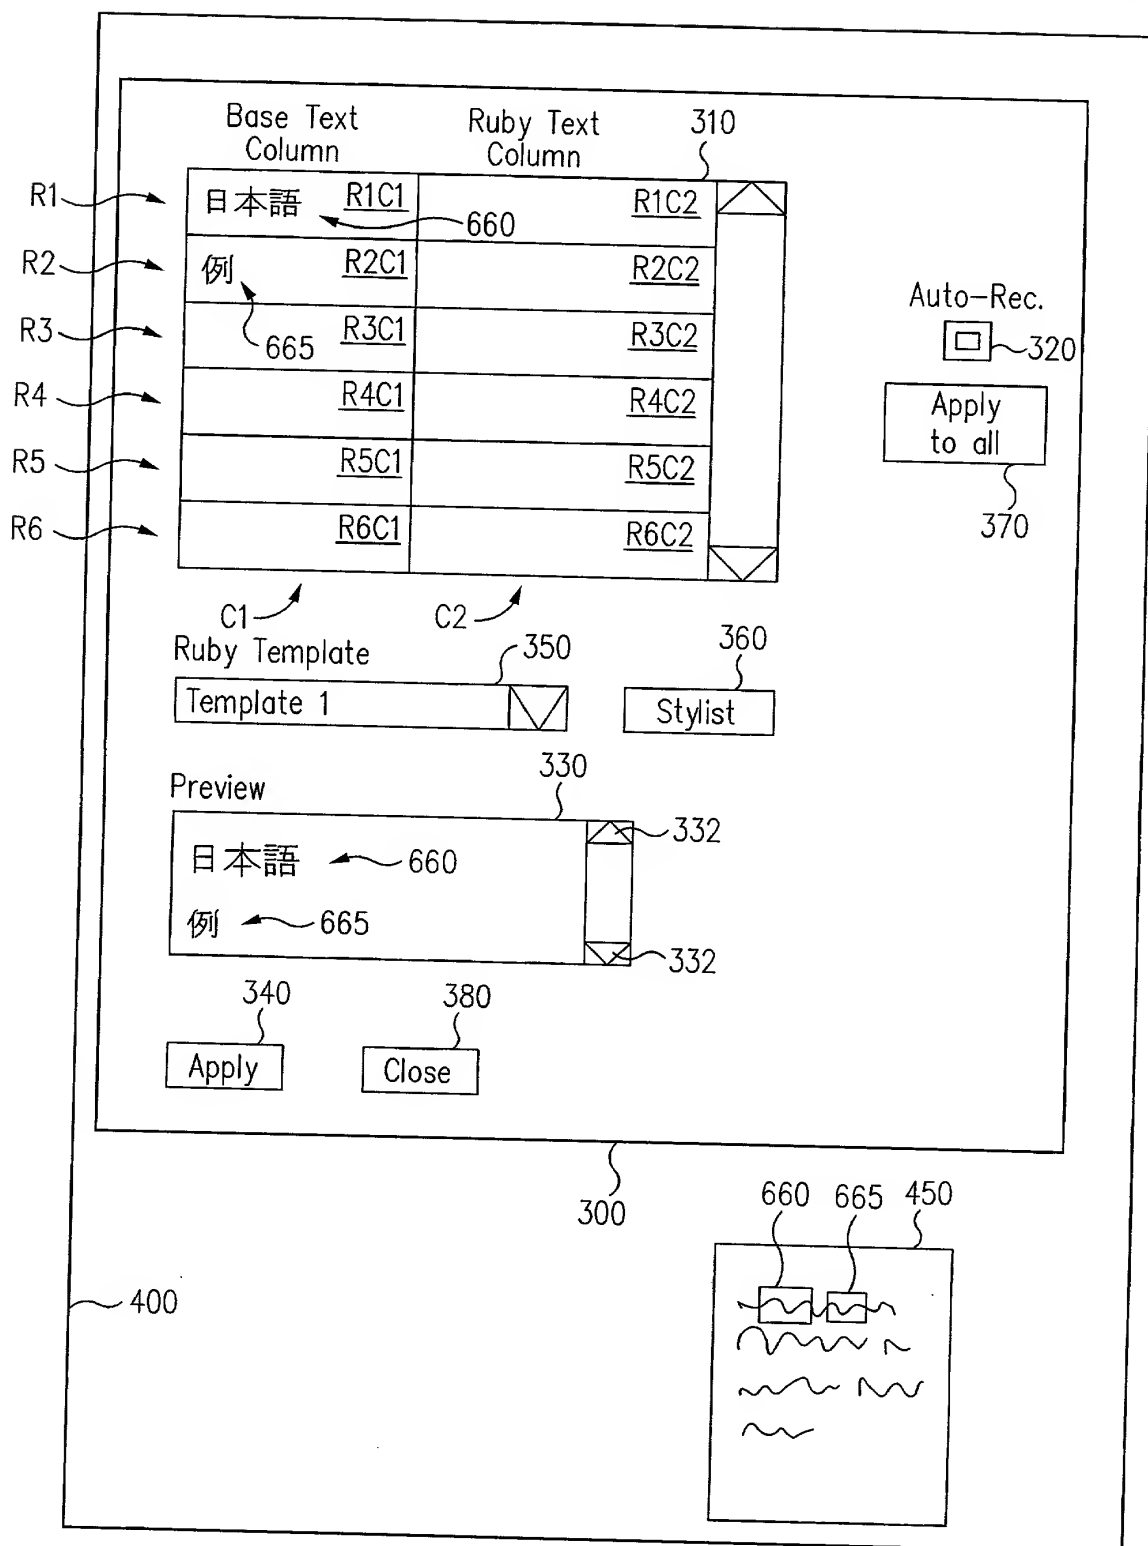 Base Text Column
Ruby Text Column
310
R1
日本語
R1C1
660
R1C2
R2
例
R2C1
R2C2
R3
665
R3C1
R3C2
Auto-Rec.
320
R4
R4C1
R4C2
Apply to all
R5
R5C1
R5C2
370
R6
R6C1
R6C2
C1
C2
Ruby Template
350
360
Template 1
Stylist
Preview
330
332
日本語
660
例
665
332
340
380
Apply
Close
300
660
665
450
400